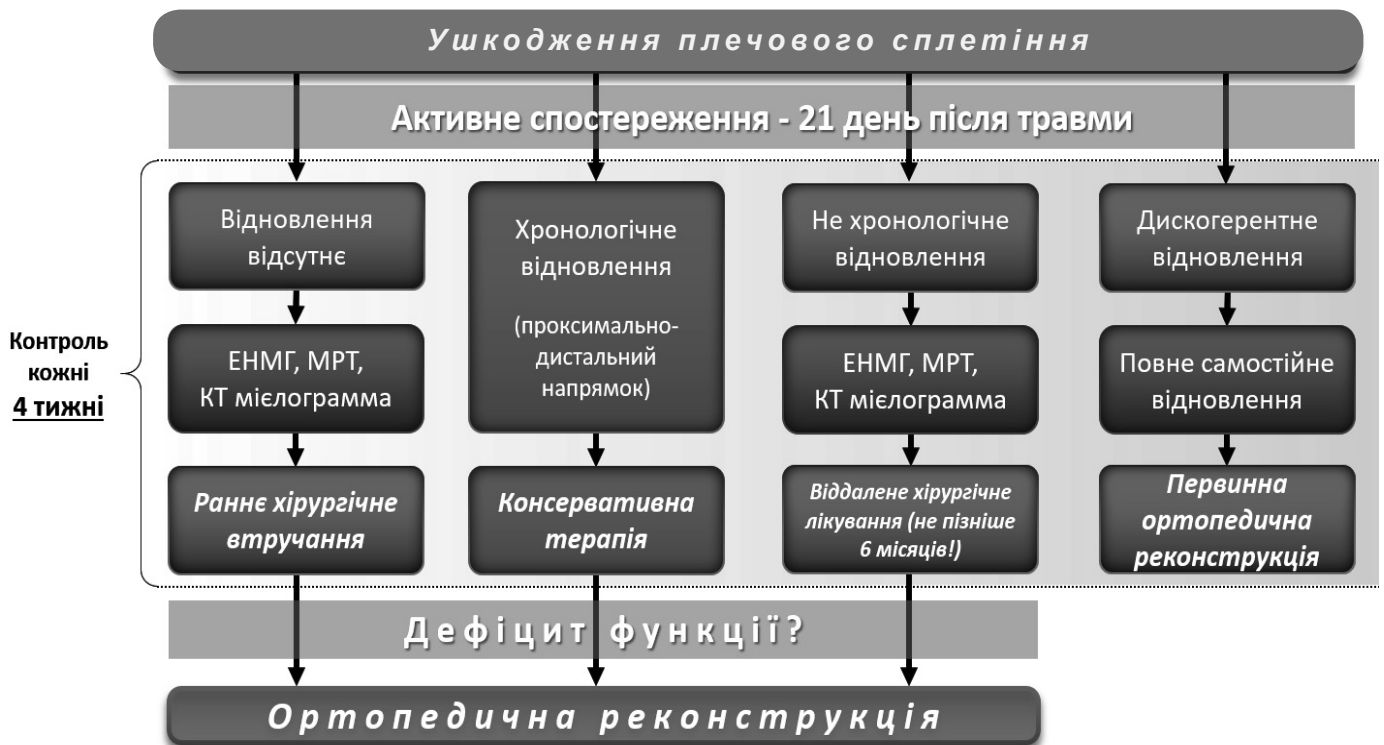 Ушкодження плечового сплетіння
Активне спостереження - 21 день після травми
Контроль
кожні
4 тижні
Відновлення
відсутнє
ЕНМГ, МРТ,
КТ мієлограма
Раннє хірургічне
втручання
Хронологічне
відновлення
(проксимально-
дистальний
напрямок)
Консервативна
терапія
Не хронологічне
відновлення
ЕНМГ, МРТ,
КТ мієлограма
Віддалене хірургічне
лікування (не пізніше
6 місяців!)
Дискогерентне
відновлення
Повне самостійне
відновлення
Первинна
ортопедична
реконструкція
Дефіцит функції?
Ортопедична реконструкція